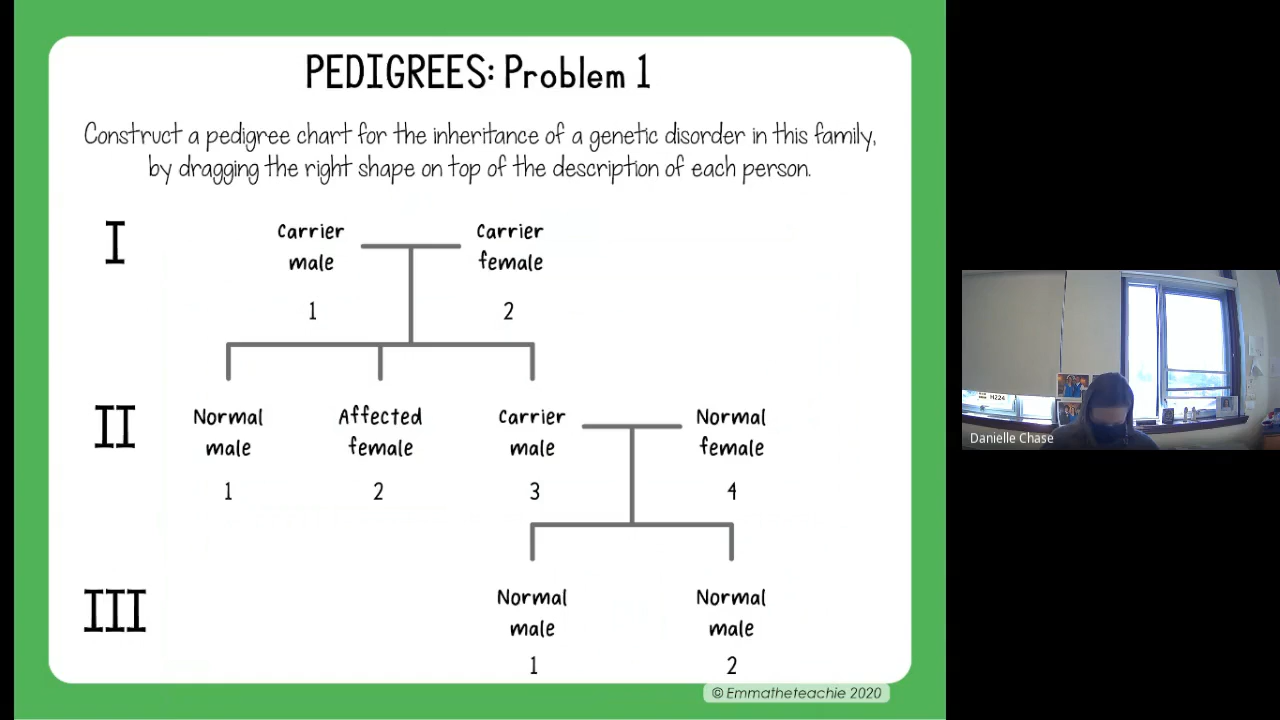 PEDIGREES: Problem 1
Construct a pedigree chart for the inheritance of a genetic disorder in this family,
by dragging the right shape on top of the description of each person.
I
Carrier
male
1
Carrier
female
2
II
Normal
male
1
Affected
female
2
Carrier
male
3
Normal
female
4
III
Normal
male
1
Normal
male
2
© Emmatheteachie 2020
H224
Danielle Chase